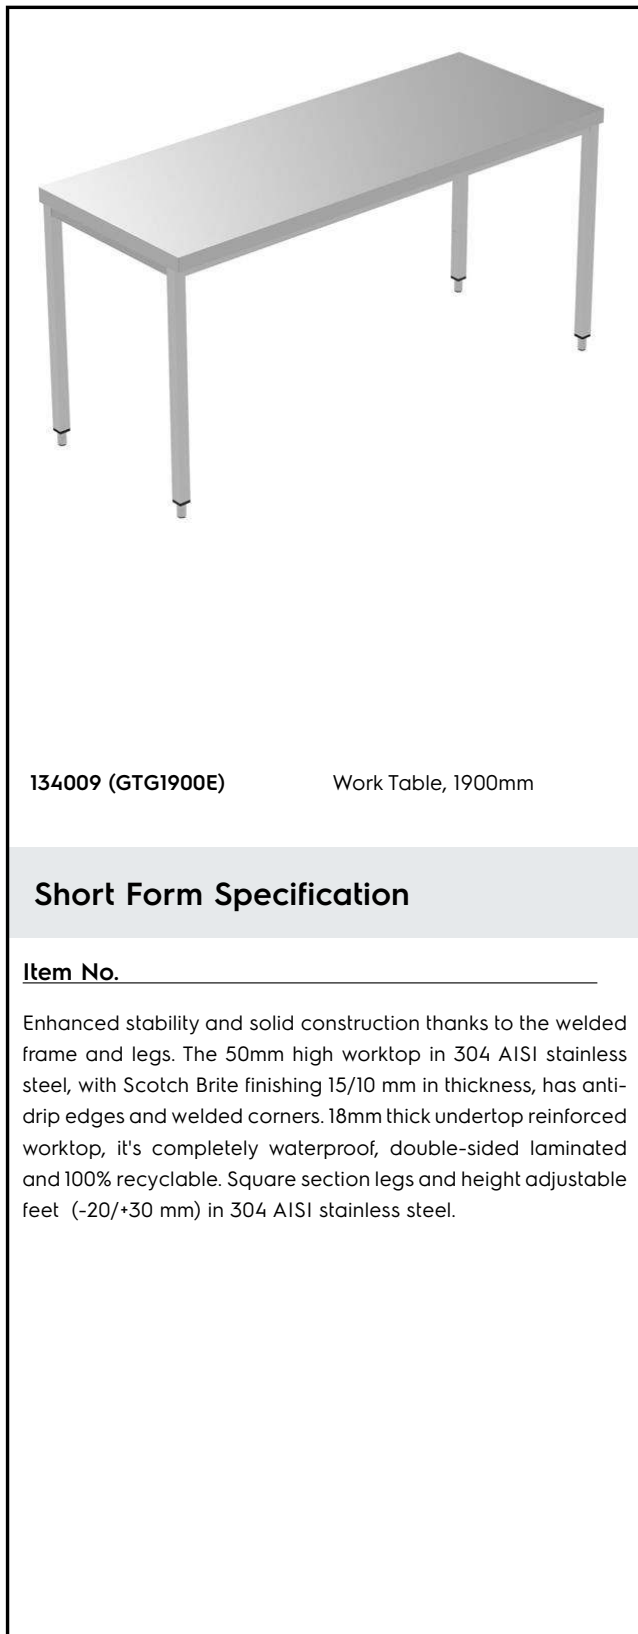 134009 (GTG1900E) Work Table, 1900mm
Short Form Specification
Item No.
Enhanced stability and solid construction thanks to the welded
frame and legs. The 50mm high worktop in 304 AISI stainless
steel, with Scotch Brite finishing 15/10 mm in thickness, has anti-
drip edges and welded corners. 18mm thick undertop reinforced
worktop, it's completely waterproof, double-sided laminated
and 100% recyclable. Square section legs and height adjustable
feet (-20/+30 mm) in 304 AISI stainless steel.